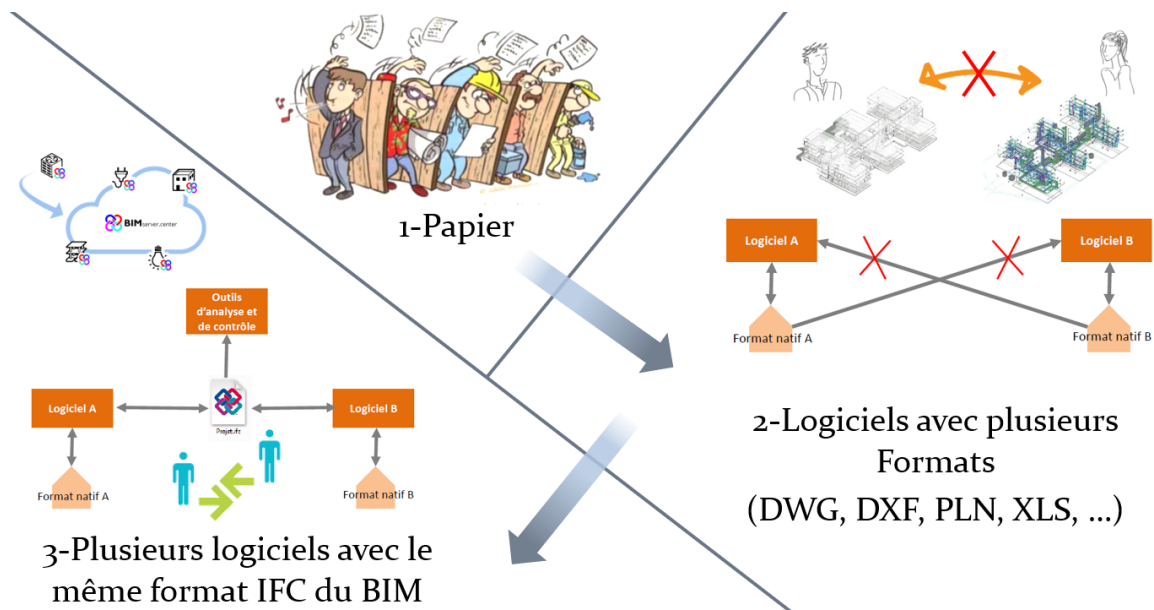 1-Papier
Logiciel A
Logiciel B
Format natif A
Format natif B
2-Logiciels avec plusieurs
Formats
(DWG, DXF, PLN, XLS, ...)
BIMserver.center
Outils
d'analyse et
de contrôle
Logiciel A
Projet.ifc
Logiciel B
Format natif A
Format natif B
3-Plusieurs logiciels avec le
même format IFC du BIM